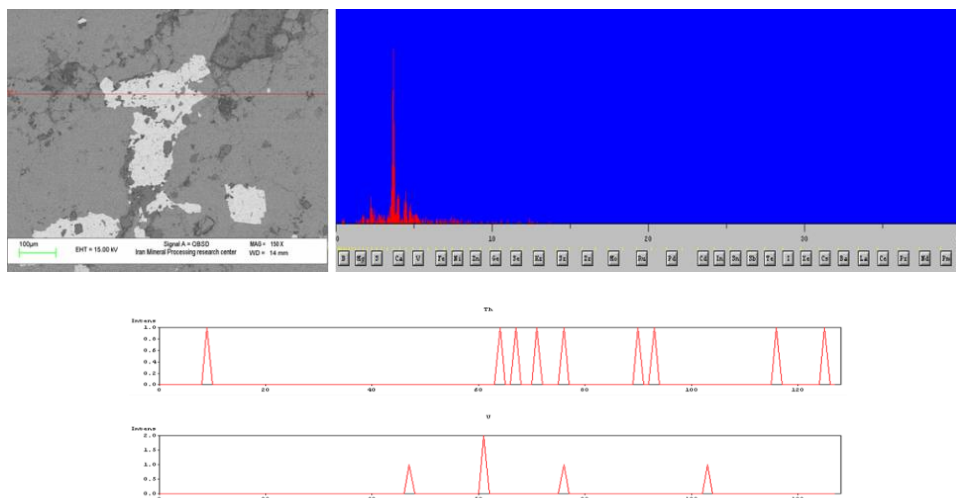 100µm
EHT = 15.00 kV
Signal A = QBSD
Iran Mineral Processing research center
MAG = 150 X
WD = 14 mm
0 10 20 30
Mg Ca V Fe Ni Zn Ge Se Kr Sr Zr Mo Ru Pd Cd In Sn Sb Te I Xe Cs Ba La Ce Pr Nd Pm
Th
Intens
1.0
0.8
0.6
0.4
0.2
0.0
0 20 40 60 80 100 120
Intens
2.0
1.5
1.0
0.5
0.0